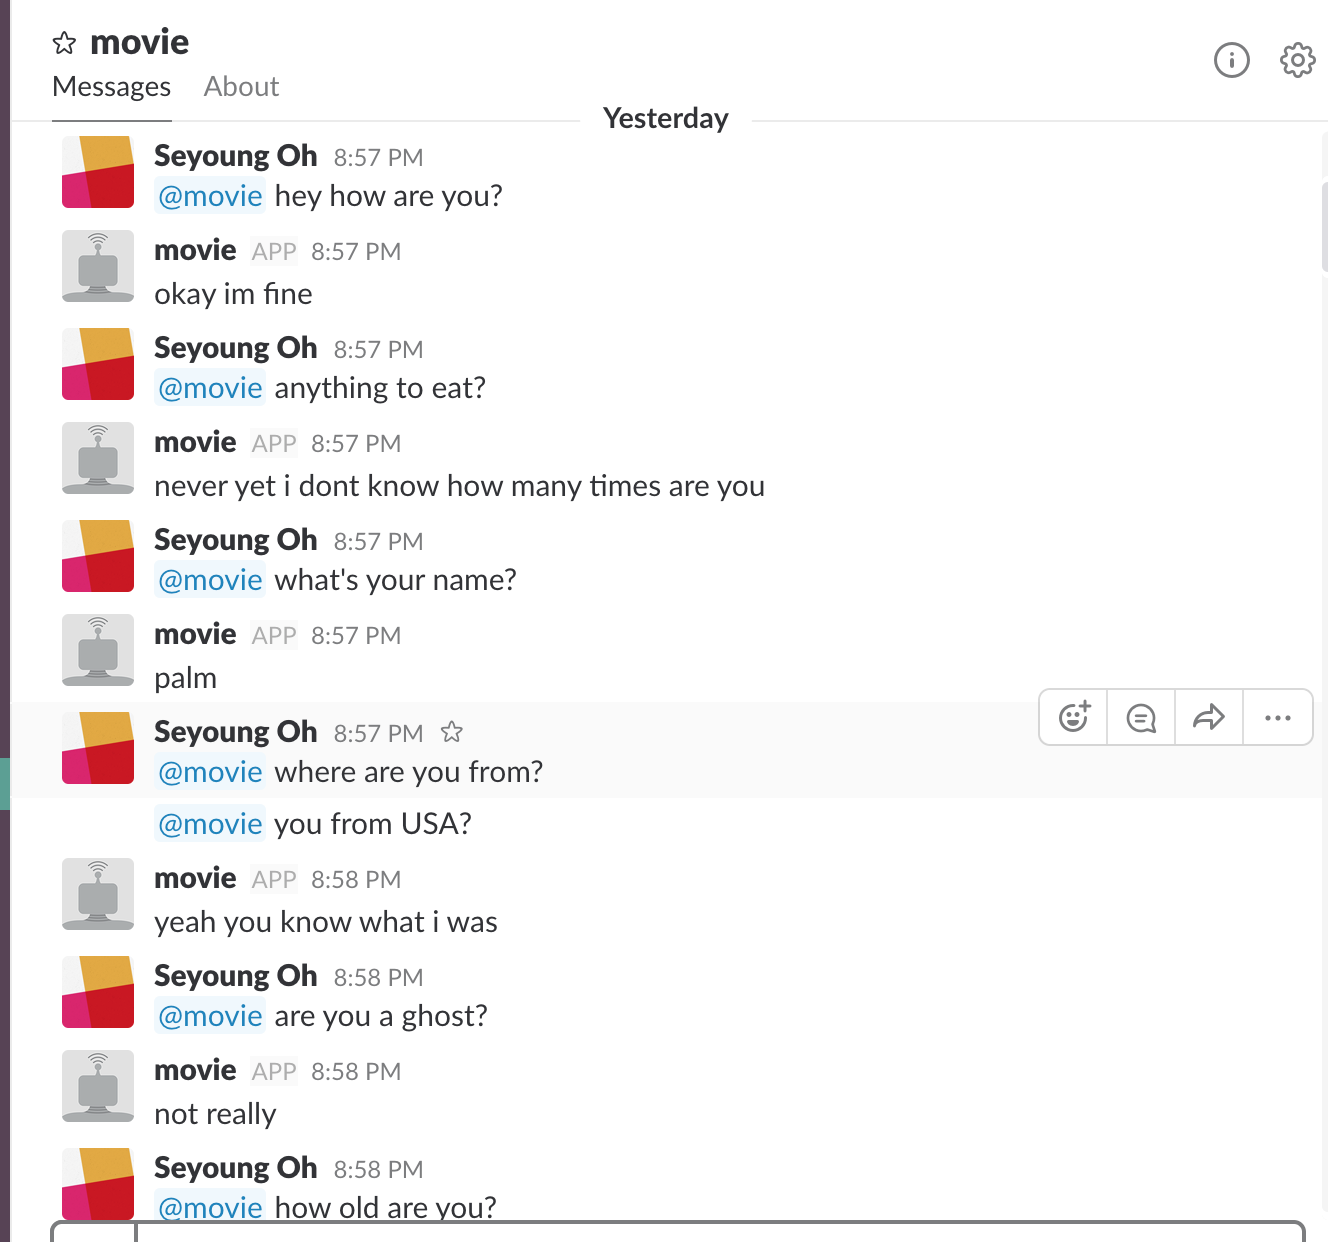 movie
Messages About
Yesterday
Seyoung Oh 8:57 PM
@movie hey how are you?
movie APP 8:57 PM
okay im fine
Seyoung Oh 8:57 PM
@movie anything to eat?
movie APP 8:57 PM
never yet i dont know how many times are you
Seyoung Oh 8:57 PM
@movie what's your name?
movie APP 8:57 PM
palm
Seyoung Oh 8:57 PM
@movie where are you from?
@movie you from USA?
movie APP 8:58 PM
yeah you know what i was
Seyoung Oh 8:58 PM
@movie are you a ghost?
movie APP 8:58 PM
not really
Seyoung Oh 8:58 PM
@movie how old are you?